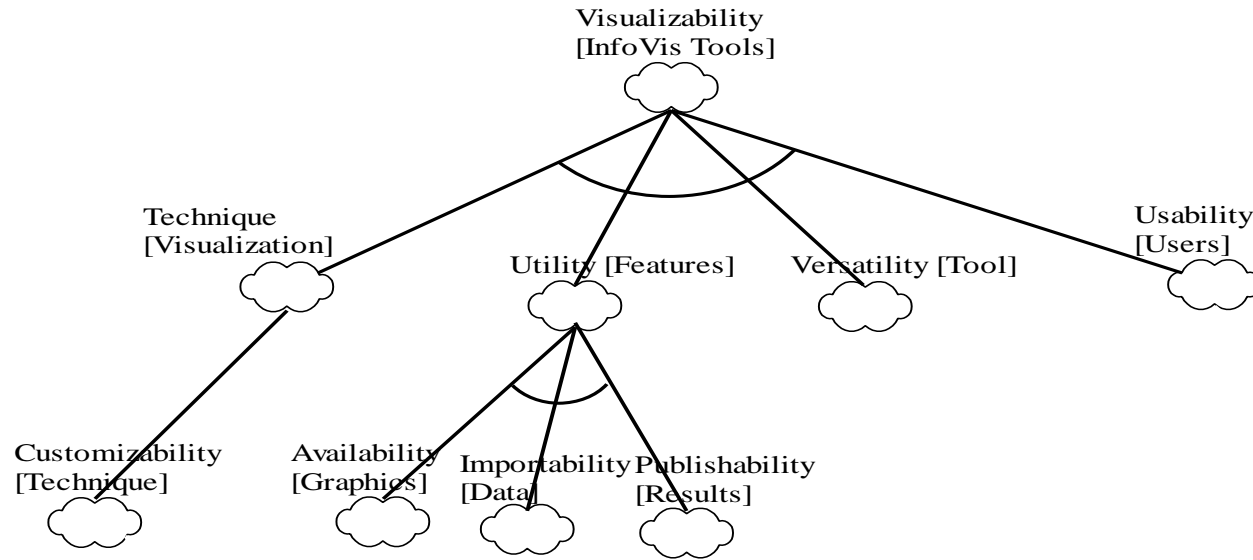 Visualizability
[InfoVis Tools]
Technique
[Visualization]
Utility [Features]
Versatility [Tool]
Usability
[Users]
Customizability
[Technique]
Availability
[Graphics]
Importability
[Data]
Publishability
[Results]